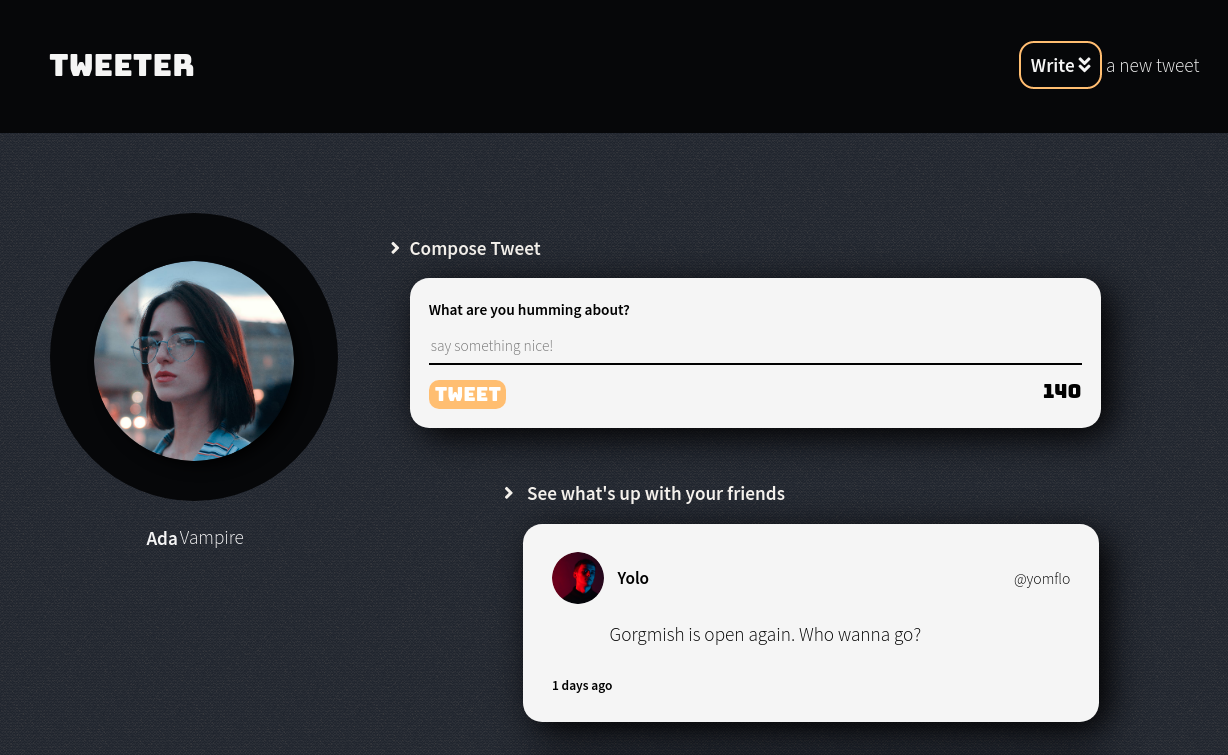 TWEETER
Write a new tweet
Compose Tweet
What are you humming about?
say something nice!
TWEET 140
Ada Vampire
See what's up with your friends
Yolo @yomflo
Gorgmish is open again. Who wanna go?
1 days ago